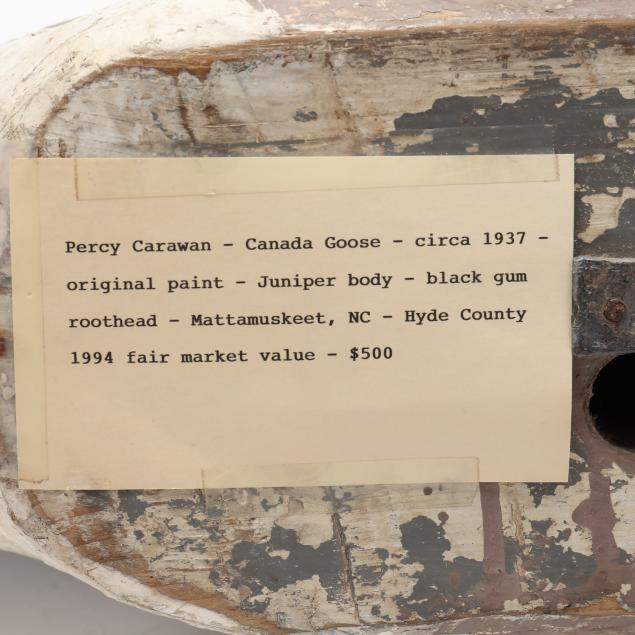 Percy Carawan - Canada Goose - circa 1937 -
original paint - Juniper body - black gum
roothead - Mattamuskeet, NC - Hyde County
1994 fair market value - $500